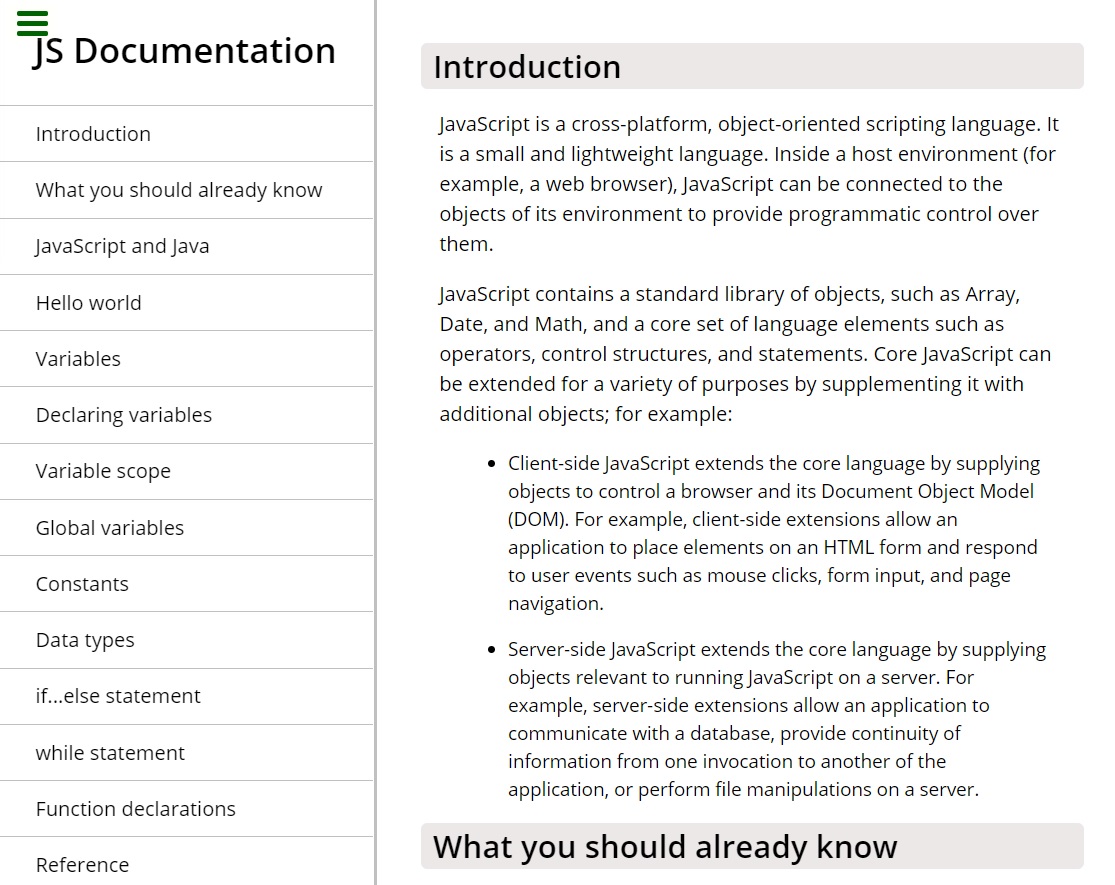 JS Documentation
Introduction
What you should already know
JavaScript and Java
Hello world
Variables
Declaring variables
Variable scope
Global variables
Constants
Data types
if...else statement
while statement
Function declarations
Reference
Introduction
JavaScript is a cross-platform, object-oriented scripting language. It
is a small and lightweight language. Inside a host environment (for
example, a web browser), JavaScript can be connected to the
objects of its environment to provide programmatic control over
them.
JavaScript contains a standard library of objects, such as Array,
Date, and Math, and a core set of language elements such as
operators, control structures, and statements. Core JavaScript can
be extended for a variety of purposes by supplementing it with
additional objects; for example:
• Client-side JavaScript extends the core language by supplying
objects to control a browser and its Document Object Model
(DOM). For example, client-side extensions allow an
application to place elements on an HTML form and respond
to user events such as mouse clicks, form input, and page
navigation.
• Server-side JavaScript extends the core language by supplying
objects relevant to running JavaScript on a server. For
example, server-side extensions allow an application to
communicate with a database, provide continuity of
information from one invocation to another of the
application, or perform file manipulations on a server.
What you should already know